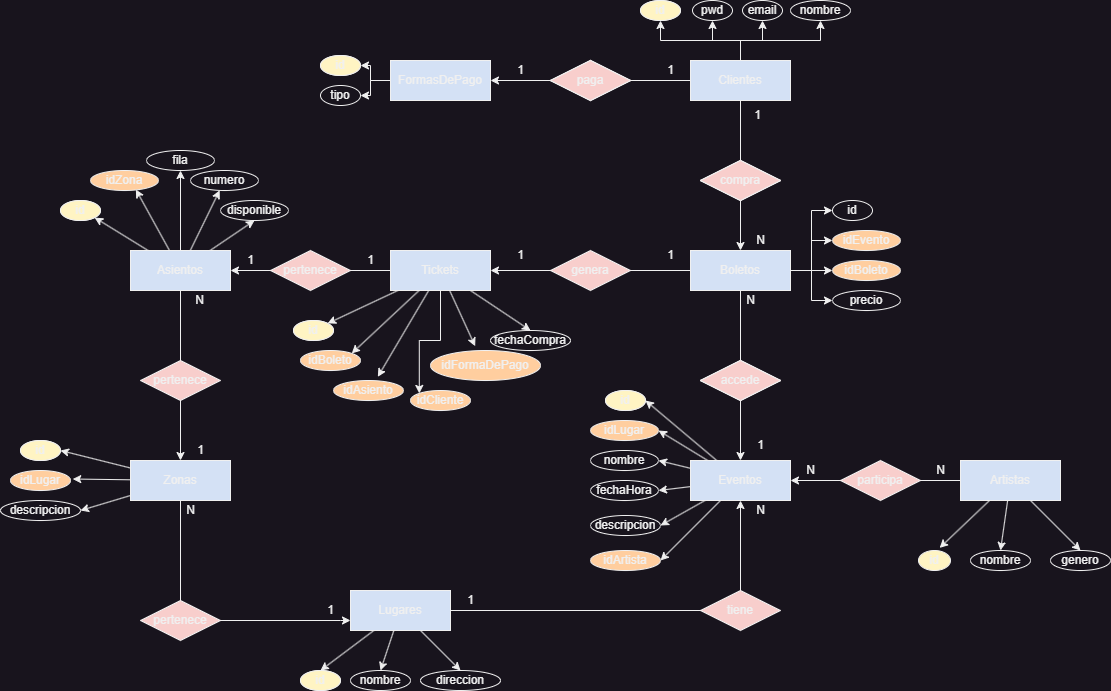 pwd
email
nombre
FormasDePago
1
paga
1
Clientes
tipo
1
fila
idZona
numero
disponible
compra
id
N
idEvento
Asientos
1
pertenece
1
Tickets
1
genera
1
Boletos
idBoleto
N
N
precio
fechaCompra
idBoleto
idFormaDePago
pertenece
idAsiento
idCliente
accede
idLugar
1
1
nombre
idLugar
Zonas
fechaHora
Eventos
N
participa
N
Artistas
descripcion
N
descripcion
N
idArtiste
nombre
genero
pertenece
1
Lugares
1
tiene
nombre
direccion